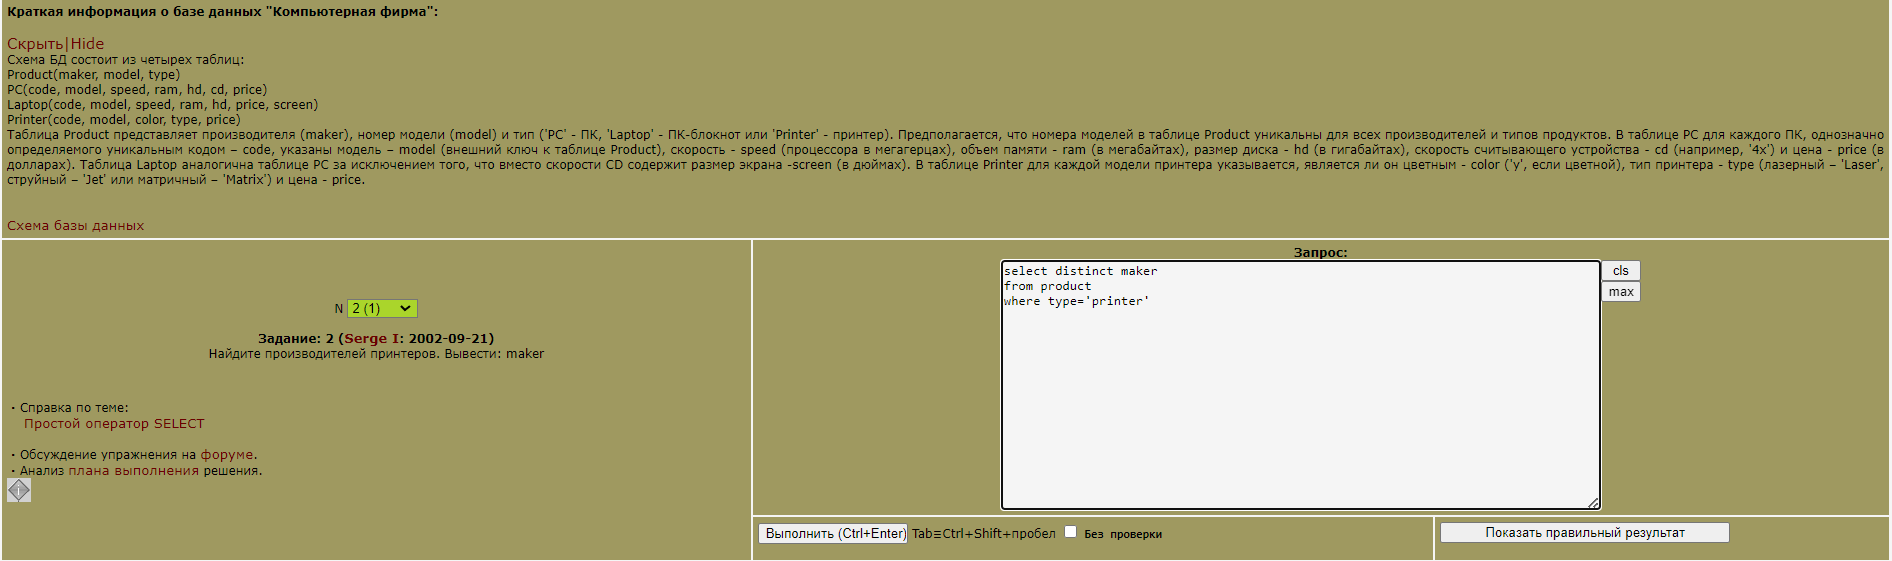 Краткая информация о базе данных "Компьютерная фирма":
Скрыть|Hide
Схема БД состоит из четырех таблиц:
Product(maker, model, type)
PC(code, model, speed, ram, hd, cd, price)
Laptop(code, model, speed, ram, hd, price, screen)
Printer(code, model, color, type, price)
Таблица Product представляет производителя (maker), номер модели (model) и тип ('PC' - ПК, 'Laptop' - ПК-блокнот или 'Printer' - принтер). Предполагается, что номера моделей в таблице Product уникальны для всех производителей и типов продуктов. В таблице PC для каждого ПК, однозначно
определяемого уникальным кодом – code, указаны модель – model (внешний ключ к таблице Product), скорость - speed (процессора в мегагерцах), объем памяти - ram (в мегабайтах), размер диска - hd (в гигабайтах), скорость считывающего устройства - cd (например, '4x') и цена - price (в
долларах). Таблица Laptop аналогична таблице PC за исключением того, что вместо скорости CD содержит размер экрана -screen (в дюймах). В таблице Printer для каждой модели принтера указывается, является ли он цветным - color ('y', если цветной), тип принтера - type (лазерный – 'Laser',
струйный – 'Jet' или матричный – 'Matrix') и цена - price.
Схема базы данных
N 2 (1)
Задание: 2 (Serge I: 2002-09-21)
Найдите производителей принтеров. Вывести: maker
· Справка по теме:
Простой оператор SELECT
· Обсуждение упражнения на форуме.
· Анализ плана выполнения решения.
i
Запрос:
select distinct maker
from product
where type='printer'
cls
max
Выполнить (Ctrl+Enter) Tab≡Ctrl+Shift+пробел Без проверки
Показать правильный результат